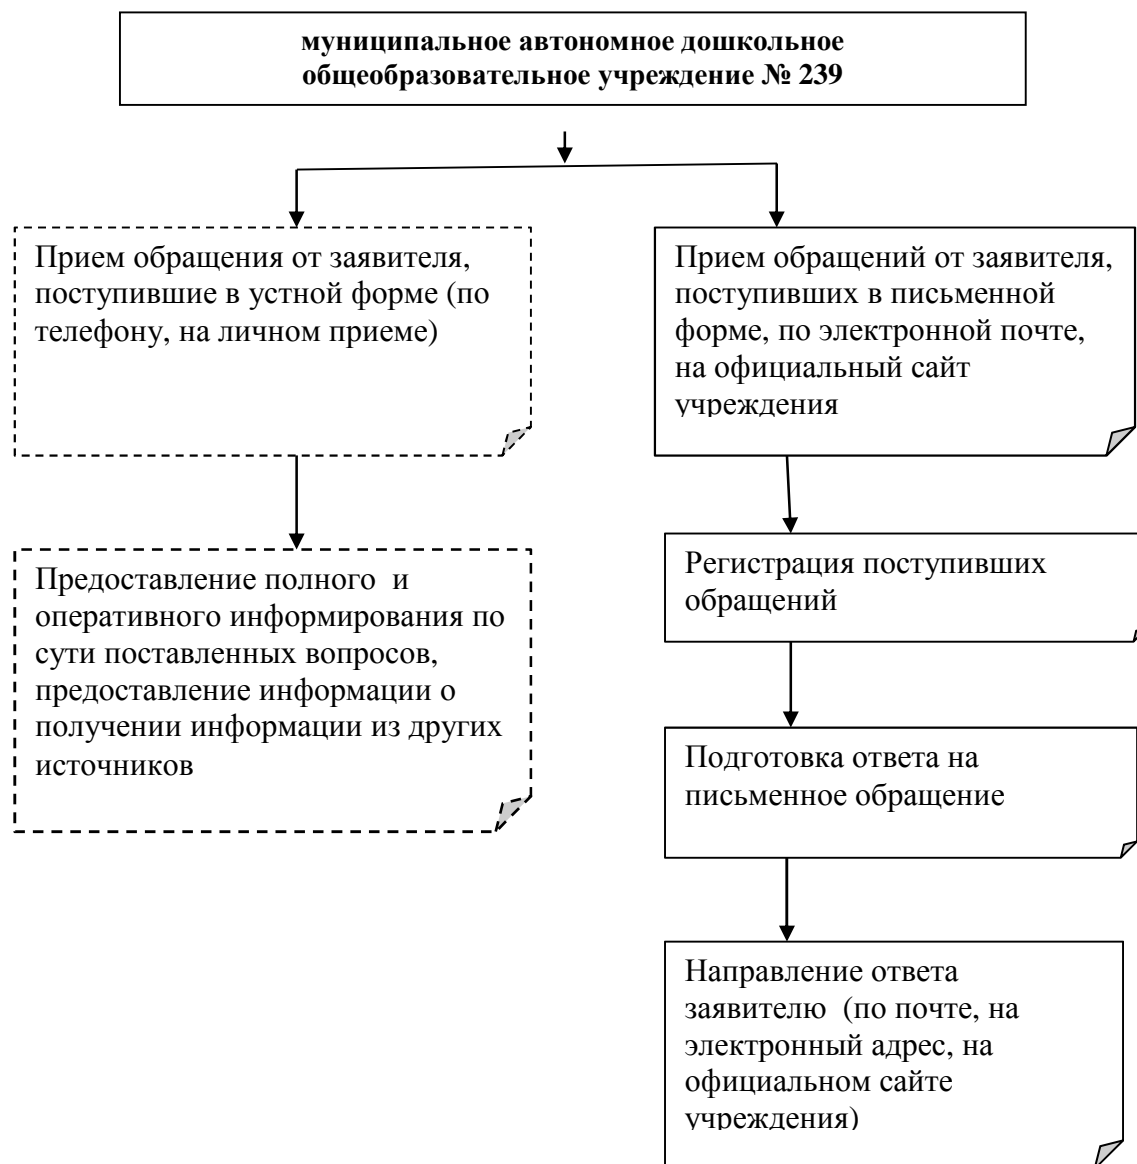 муниципальное автономное дошкольное
общеобразовательное учреждение № 239
Прием обращения от заявителя,
поступившие в устной форме (по
телефону, на личном приеме)
Предоставление полного и
оперативного информирования по
сути поставленных вопросов,
предоставление информации о
получении информации из других
источников
Прием обращений от заявителя,
поступивших в письменной
форме, по электронной почте,
на официальный сайт
учреждения
Регистрация поступивших
обращений
Подготовка ответа на
письменное обращение
Направление ответа
заявителю (по почте, на
электронный адрес, на
официальном сайте
учреждения)